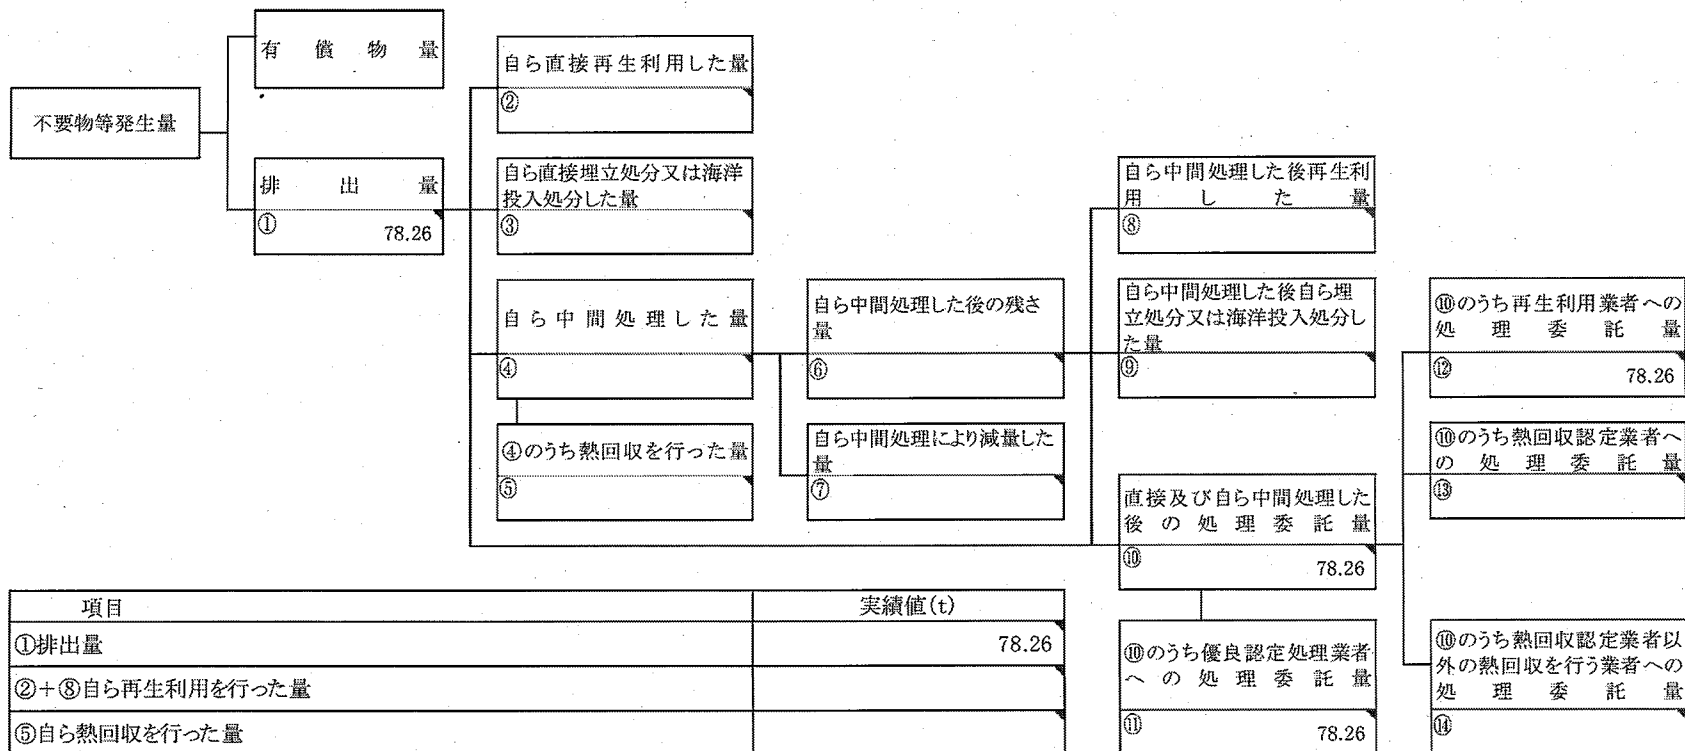 不要物等発生量
有償物量
排出量
①
78.26
自ら直接再生利用した量
②
自ら直接埋立処分又は海洋
投入処分した量
③
自ら中間処理した量
④
④のうち熱回収を行った量
⑤
自ら中間処理した後の残さ
量
⑥
自ら中間処理により減量した
量
⑦
自ら中間処理した後再生利
用した量
⑧
自ら中間処理した後自ら埋
立処分又は海洋投入処分し
た量
⑨
直接及び自ら中間処理した
後の処理委託量
⑩
78.26
⑩のうち優良認定処理業者
への処理委託量
⑪
78.26
⑩のうち再生利用業者への
処理委託量
⑫
78.26
⑩のうち熱回収認定業者へ
の処理委託量
⑬
⑩のうち熱回収認定業者以
外の熱回収を行う業者への
処理委託量
⑭
項目 実績値(t)
①排出量 78.26
②+⑧自ら再生利用を行った量
⑤自ら熱回収を行った量